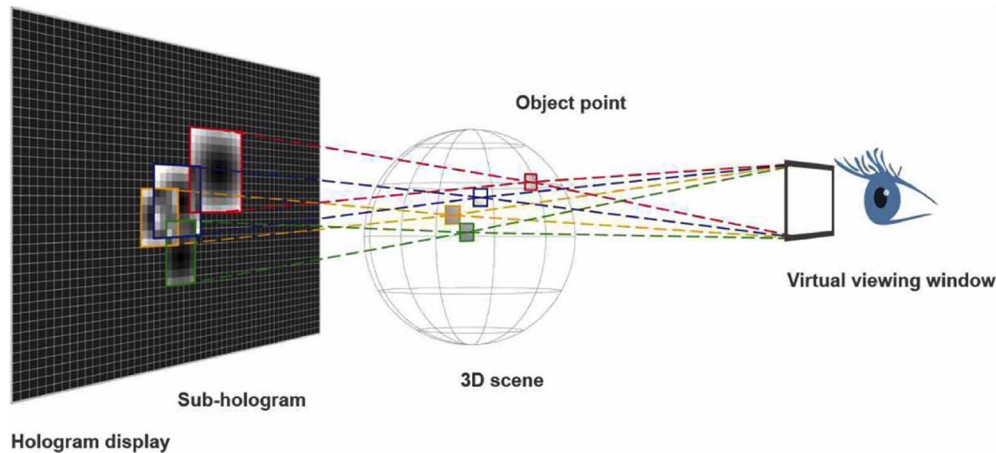 Object point
Virtual viewing window
3D scene
Sub-hologram
Hologram display